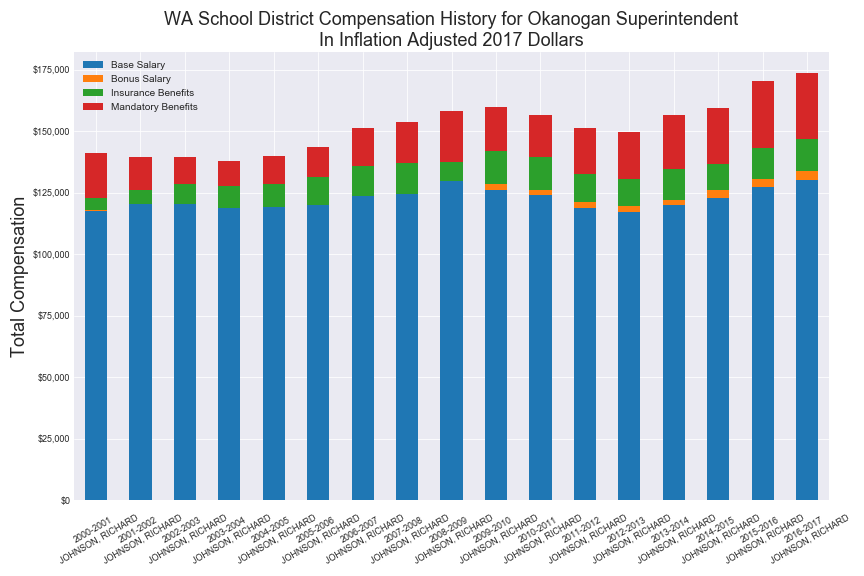 WA School District Compensation History for Okanogan Superintendent
In Inflation Adjusted 2017 Dollars
Base Salary
Bonus Salary
Insurance Benefits
Mandatory Benefits
Total Compensation
$175,000
$150,000
$125,000
$100,000
$75,000
$50,000
$25,000
$0
2000-2001
JOHNSON, RICHARD
2001-2002
JOHNSON, RICHARD
2002-2003
JOHNSON, RICHARD
2003-2004
JOHNSON, RICHARD
2004-2005
JOHNSON, RICHARD
2005-2006
JOHNSON, RICHARD
2006-2007
JOHNSON, RICHARD
2007-2008
JOHNSON, RICHARD
2008-2009
JOHNSON, RICHARD
2009-2010
JOHNSON, RICHARD
2010-2011
JOHNSON, RICHARD
2011-2012
JOHNSON, RICHARD
2012-2013
JOHNSON, RICHARD
2013-2014
JOHNSON, RICHARD
2014-2015
JOHNSON, RICHARD
2015-2016
JOHNSON, RICHARD
2016-2017
JOHNSON, RICHARD